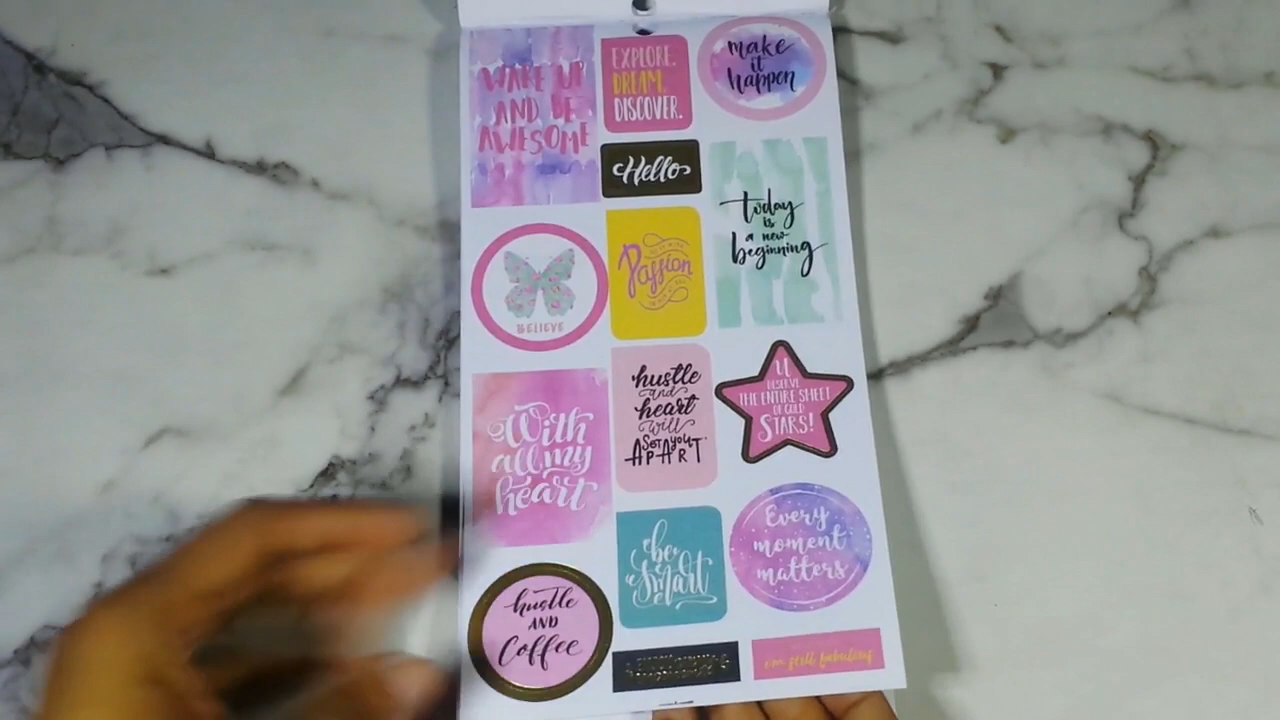 WAKE UP
AND BE
AWESOME
EXPLORE.
DREAM.
DISCOVER.
make
it
happen
Hello
today
is
a new
beginning
BELIEVE
Passion
With
all my
heart
hustle
and
heart
will
SET YOU
APART
U
DESERVE
THE ENTIRE SHEET
OF GOLD
STARS!
be
smart
Every
moment
matters
hustle
AND
Coffee
fabulous